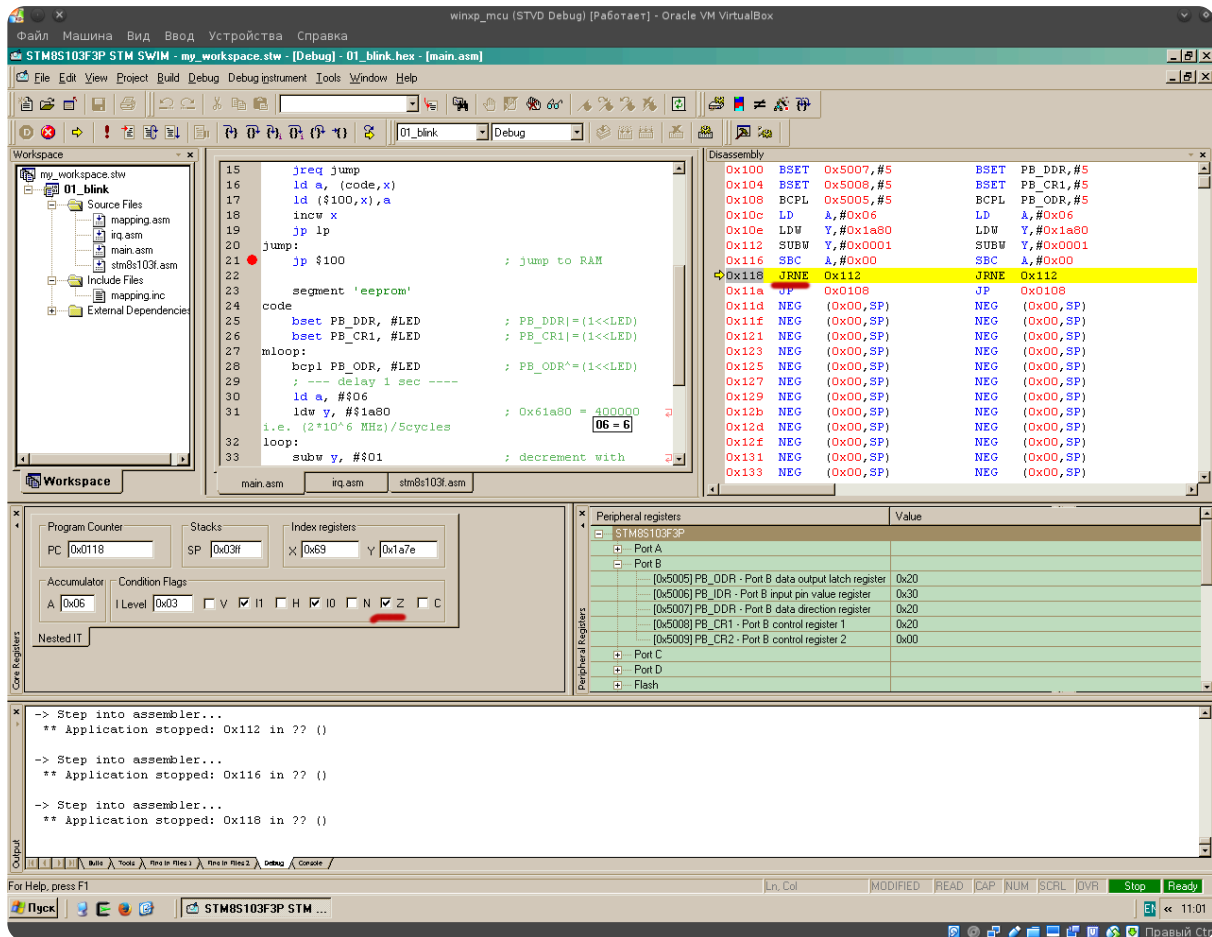 winxp_mcu (STVD Debug) [Работает] - Oracle VM VirtualBox
Файл Машина Вид Ввод Устройства Справка
STM8S103F3P STM SWIM - my_workspace.stw - [Debug] - 01_blink.hex - [main.asm]
File Edit View Project Build Debug Debug instrument Tools Window Help
01_blink Debug
Workspace
my_workspace.stw
01_blink
Source Files
mapping.asm
irq.asm
main.asm
stm8s103f.asm
Include Files
mapping.inc
External Dependencies
Workspace
15 jreq jump
16 ld a, (code,x)
17 ld ($100,x),a
18 incw x
19 jp lp
20 jump:
21 jp $100 ; jump to RAM
22
23 segment 'eeprom'
24 code
25 bset PB_DDR, #LED ; PB_DDR|=(1<<LED)
26 bset PB_CR1, #LED ; PB_CR1|=(1<<LED)
27 mloop:
28 bcpl PB_ODR, #LED ; PB_ODR^=(1<<LED)
29 ; --- delay 1 sec ----
30 ld a, #$06
31 ldw y, #$1a80 ; 0x61a80 = 400000
i.e. (2*10^6 MHz)/5cycles
06 = 6
32 loop:
33 subw y, #$01 ; decrement with
main.asm irq.asm stm8s103f.asm
Disassembly
0x100 BSET 0x5007,#5 BSET PB_DDR,#5
0x104 BSET 0x5008,#5 BSET PB_CR1,#5
0x108 BCPL 0x5005,#5 BCPL PB_ODR,#5
0x10c LD A,#0x06 LD A,#0x06
0x10e LDW Y,#0x1a80 LDW Y,#0x1a80
0x112 SUBW Y,#0x0001 SUBW Y,#0x0001
0x116 SBC A,#0x00 SBC A,#0x00
0x118 JRNE 0x112 JRNE 0x112
0x11a JP 0x0108 JP 0x0108
0x11d NEG (0x00,SP) NEG (0x00,SP)
0x11f NEG (0x00,SP) NEG (0x00,SP)
0x121 NEG (0x00,SP) NEG (0x00,SP)
0x123 NEG (0x00,SP) NEG (0x00,SP)
0x125 NEG (0x00,SP) NEG (0x00,SP)
0x127 NEG (0x00,SP) NEG (0x00,SP)
0x129 NEG (0x00,SP) NEG (0x00,SP)
0x12b NEG (0x00,SP) NEG (0x00,SP)
0x12d NEG (0x00,SP) NEG (0x00,SP)
0x12f NEG (0x00,SP) NEG (0x00,SP)
0x131 NEG (0x00,SP) NEG (0x00,SP)
0x133 NEG (0x00,SP) NEG (0x00,SP)
Program Counter Stacks Index registers
PC 0x0118 SP 0x03ff X 0x69 Y 0x1a7e
Accumulator Condition Flags
A 0x06 I Level 0x03 V I1 H I0 N Z C
Nested IT
Core Registers
Peripheral registers Value
STM8S103F3P
Port A
Port B
[0x5005] PB_ODR - Port B data output latch register 0x20
[0x5006] PB_IDR - Port B input pin value register 0x30
[0x5007] PB_DDR - Port B data direction register 0x20
[0x5008] PB_CR1 - Port B control register 1 0x20
[0x5009] PB_CR2 - Port B control register 2 0x00
Port C
Port D
Flash
Peripheral Registers
-> Step into assembler...
** Application stopped: 0x112 in ?? ()
-> Step into assembler...
** Application stopped: 0x116 in ?? ()
-> Step into assembler...
** Application stopped: 0x118 in ?? ()
Output
Build Tools Find in Files 1 Find in Files 2 Debug Console
For Help, press F1
Ln, Col MODIFIED READ CAP NUM SCRL OVR Stop Ready
Пуск STM8S103F3P STM ... EN « 11:01
Правый Ctrl